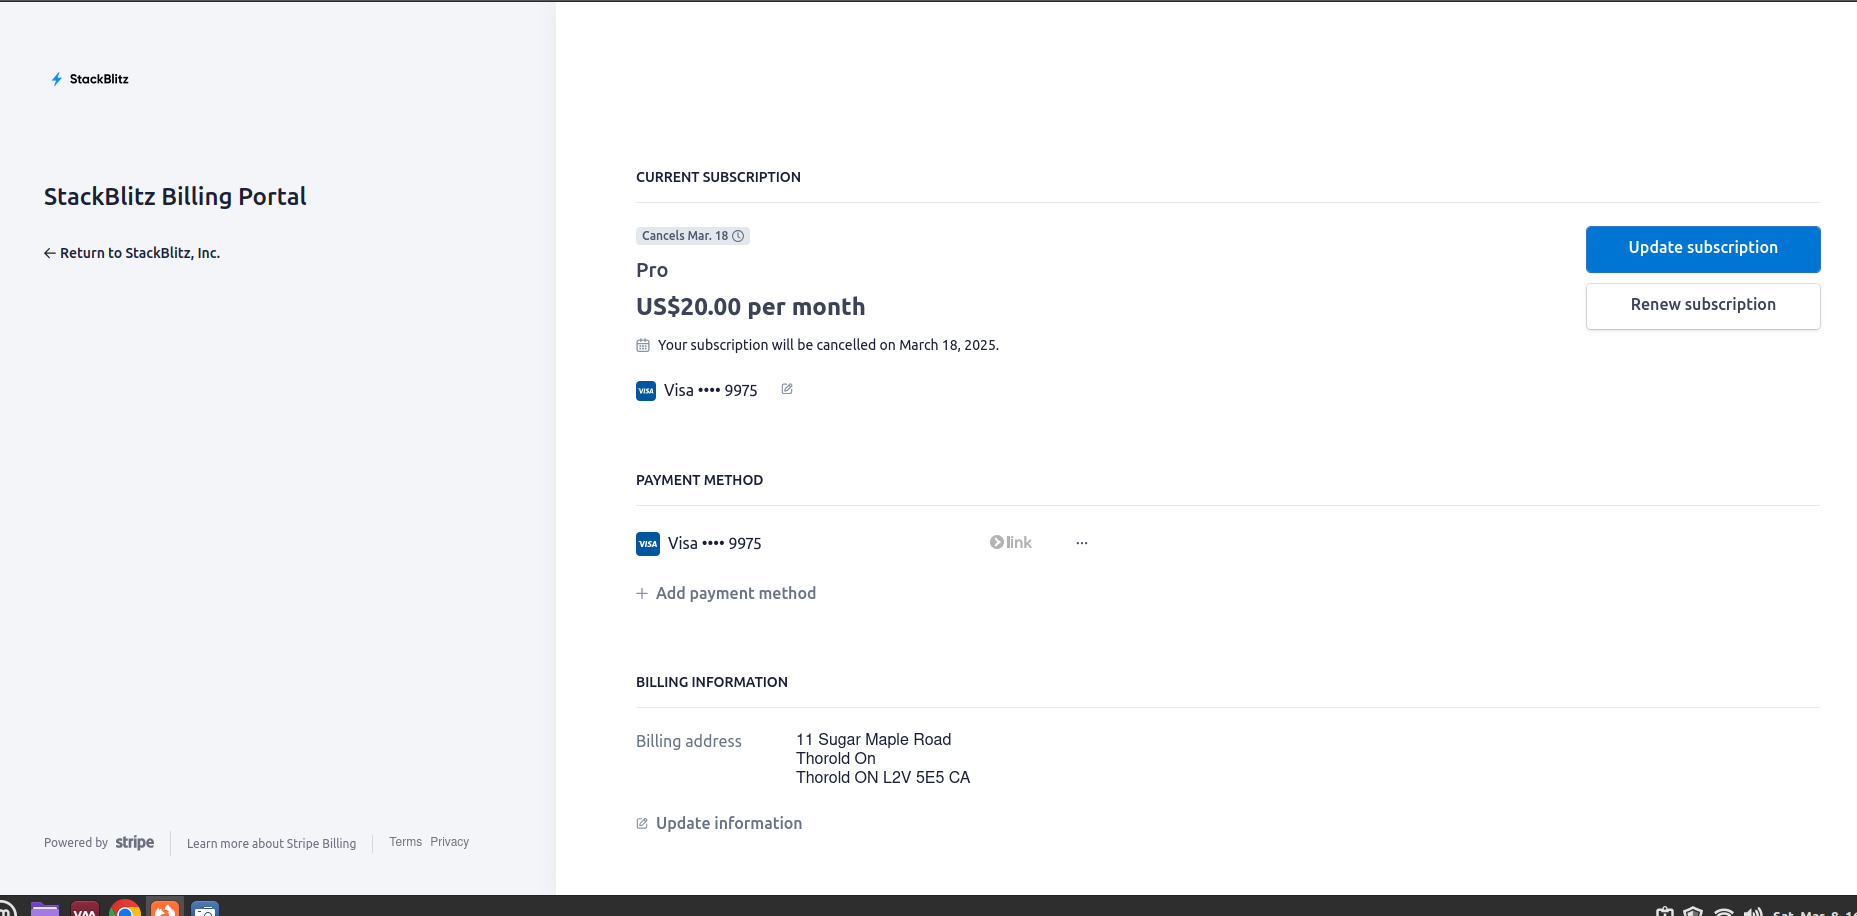 StackBlitz
StackBlitz Billing Portal
← Return to StackBlitz, Inc.
CURRENT SUBSCRIPTION
Cancels Mar. 18
Pro
US$20.00 per month
Your subscription will be cancelled on March 18, 2025.
VISA Visa •••• 9975
Update subscription
Renew subscription
PAYMENT METHOD
VISA Visa •••• 9975 link ···
+ Add payment method
BILLING INFORMATION
Billing address
11 Sugar Maple Road
Thorold On
Thorold ON L2V 5E5 CA
Update information
Powered by stripe
Learn more about Stripe Billing
Terms Privacy